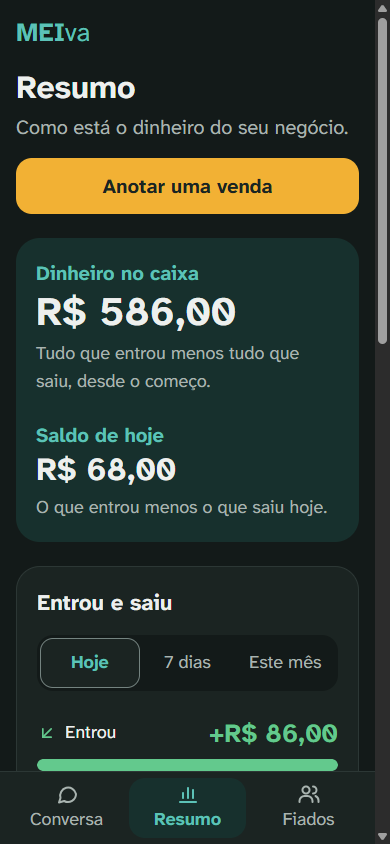 MEIva
Resumo
Como está o dinheiro do seu negócio.
Anotar uma venda
Dinheiro no caixa
R$ 586,00
Tudo que entrou menos tudo que
saiu, desde o começo.
Saldo de hoje
R$ 68,00
O que entrou menos o que saiu hoje.
Entrou e saiu
Hoje 7 dias Este mês
Entrou +R$ 86,00
Conversa Resumo Fiados